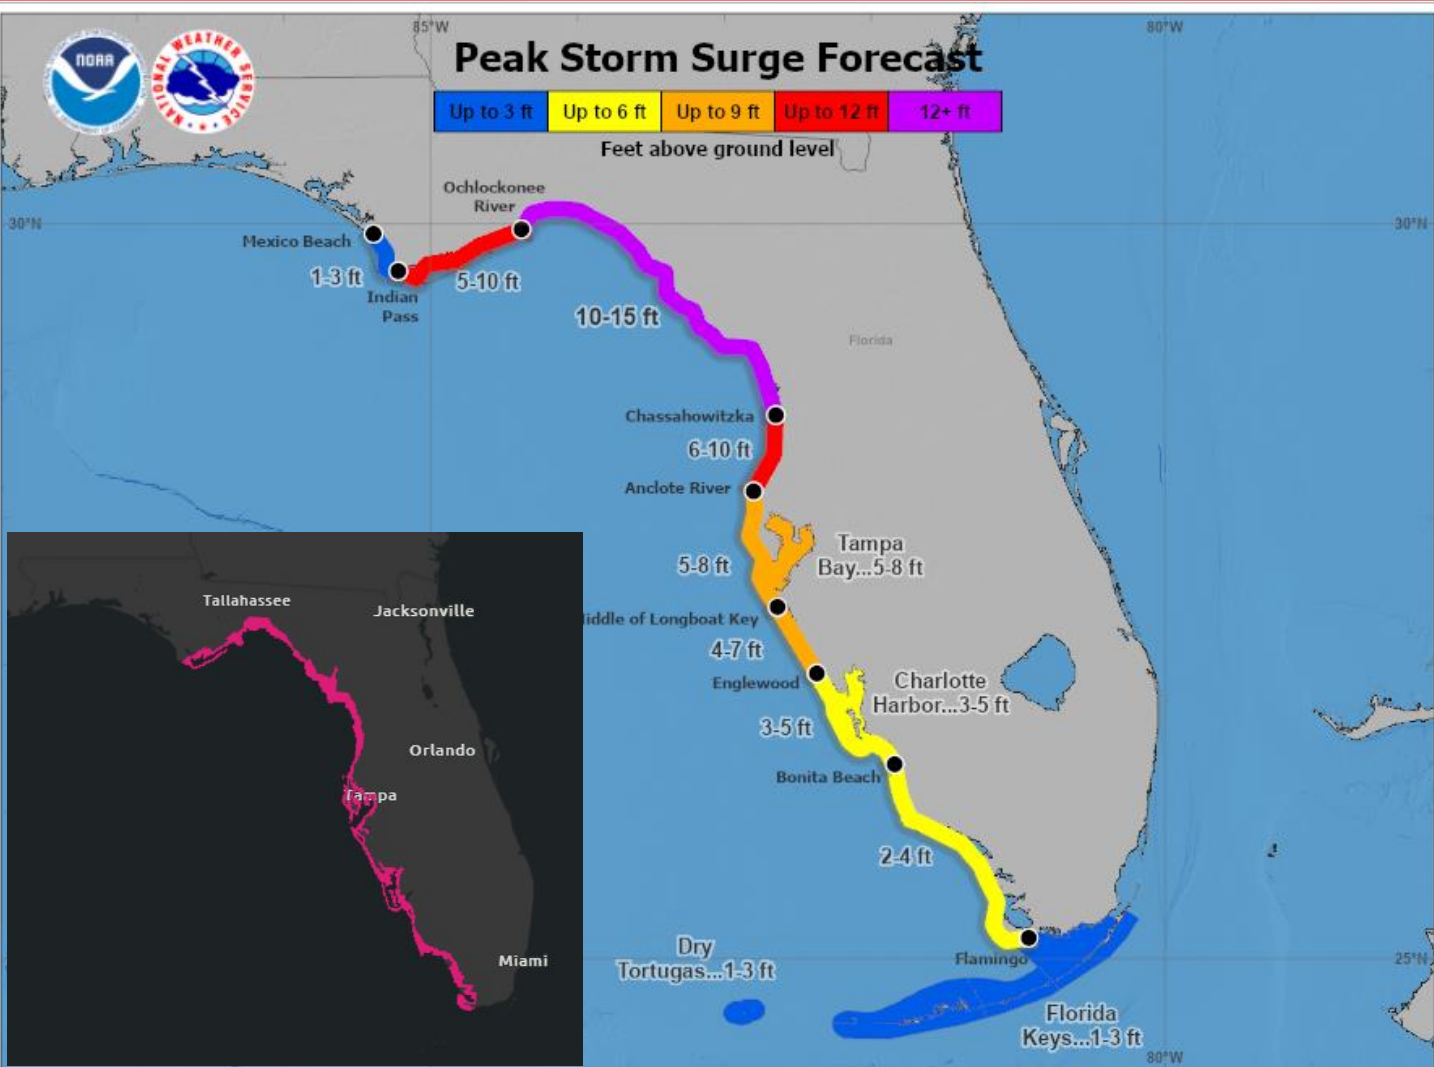 85°W
80°W
NOAA
NATIONAL WEATHER SERVICE
Peak Storm Surge Forecast
Up to 3 ft
Up to 6 ft
Up to 9 ft
Up to 12 ft
12+ ft
Feet above ground level
30°N
30°N
Ochlockonee
River
Mexico Beach
1-3 ft
5-10 ft
Indian
Pass
10-15 ft
Florida
Chassahowitzka
6-10 ft
Anclote River
5-8 ft
Tampa
Bay...5-8 ft
iddle of Longboat Key
4-7 ft
Englewood
Charlotte
Harbor...3-5 ft
3-5 ft
Bonita Beach
2-4 ft
Dry
Tortugas...1-3 ft
Flamingo
25°N
Florida
Keys...1-3 ft
80°W
Tallahassee
Jacksonville
Orlando
Tampa
Miami